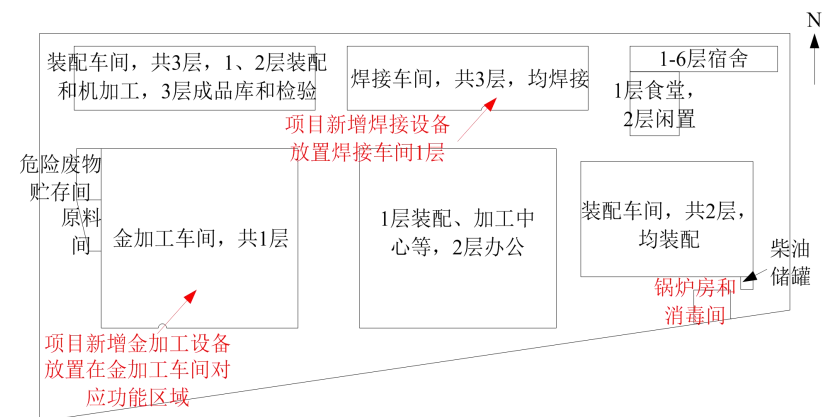 N
装配车间，共3层，1、2层装配
和机加工，3层成品库和检验
焊接车间，共3层，均焊接
1-6层宿舍
1层食堂，
2层闲置
项目新增焊接设备
放置焊接车间1层
危险废物
贮存间
原料
间
金加工车间，共1层
1层装配、加工中
心等，2层办公
装配车间，共2层，
均装配
柴油
储罐
锅炉房和
消毒间
项目新增金加工设备
放置在金加工车间对
应功能区域